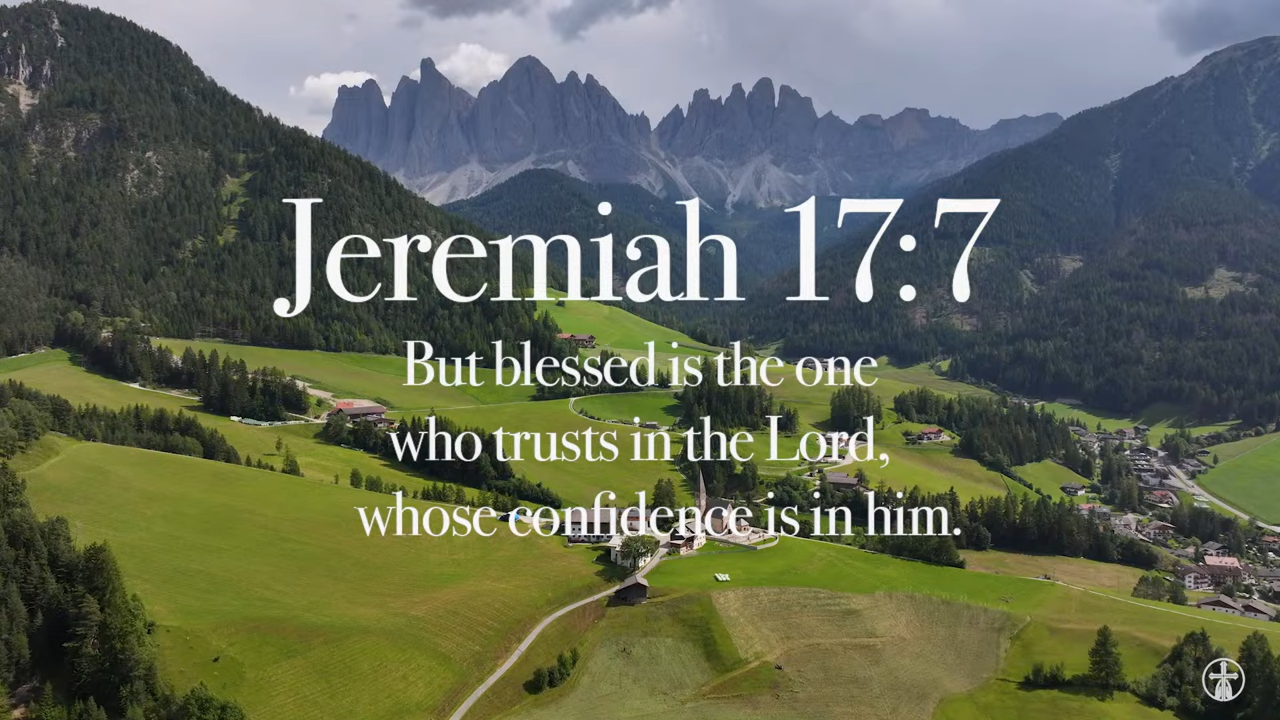 Jeremiah 17:7
But blessed is the one
who trusts in the Lord,
whose confidence is in him.